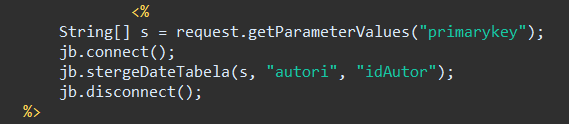 <%
String[] s = request.getParameterValues("primarykey");
jb.connect();
jb.stergeDateTabela(s, "autori", "idAutor");
jb.disconnect();
%>